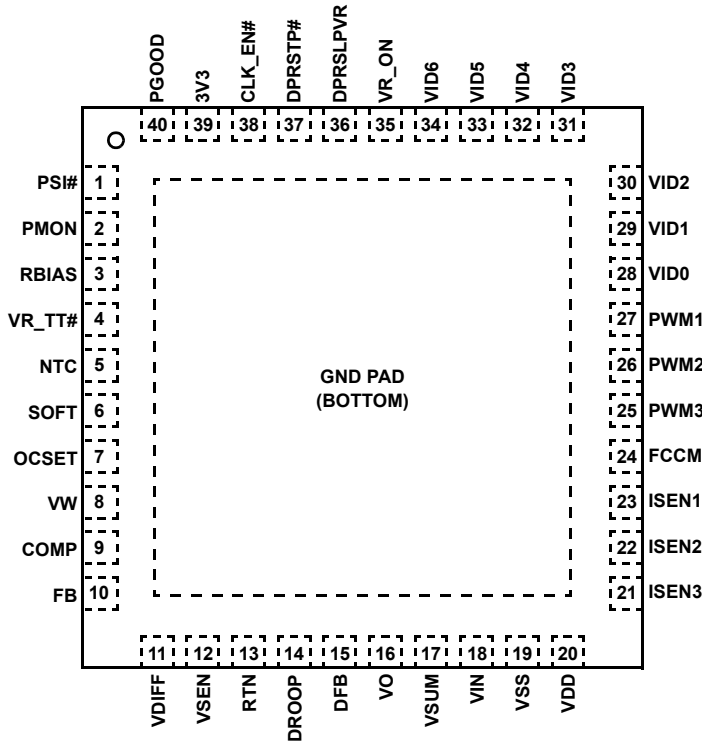 PGOOD
3V3
CLK_EN#
DPRSTP#
DPRSLPVR
VR_ON
VID6
VID5
VID4
VID3
40 39 38 37 36 35 34 33 32 31
PSI# 1
PMON 2
RBIAS 3
VR_TT# 4
NTC 5
SOFT 6
OCSET 7
VW 8
COMP 9
FB 10
GND PAD
(BOTTOM)
30 VID2
29 VID1
28 VID0
27 PWM1
26 PWM2
25 PWM3
24 FCCM
23 ISEN1
22 ISEN2
21 ISEN3
11 12 13 14 15 16 17 18 19 20
VDIFF
VSEN
RTN
DROOP
DFB
VO
VSUM
VIN
VSS
VDD